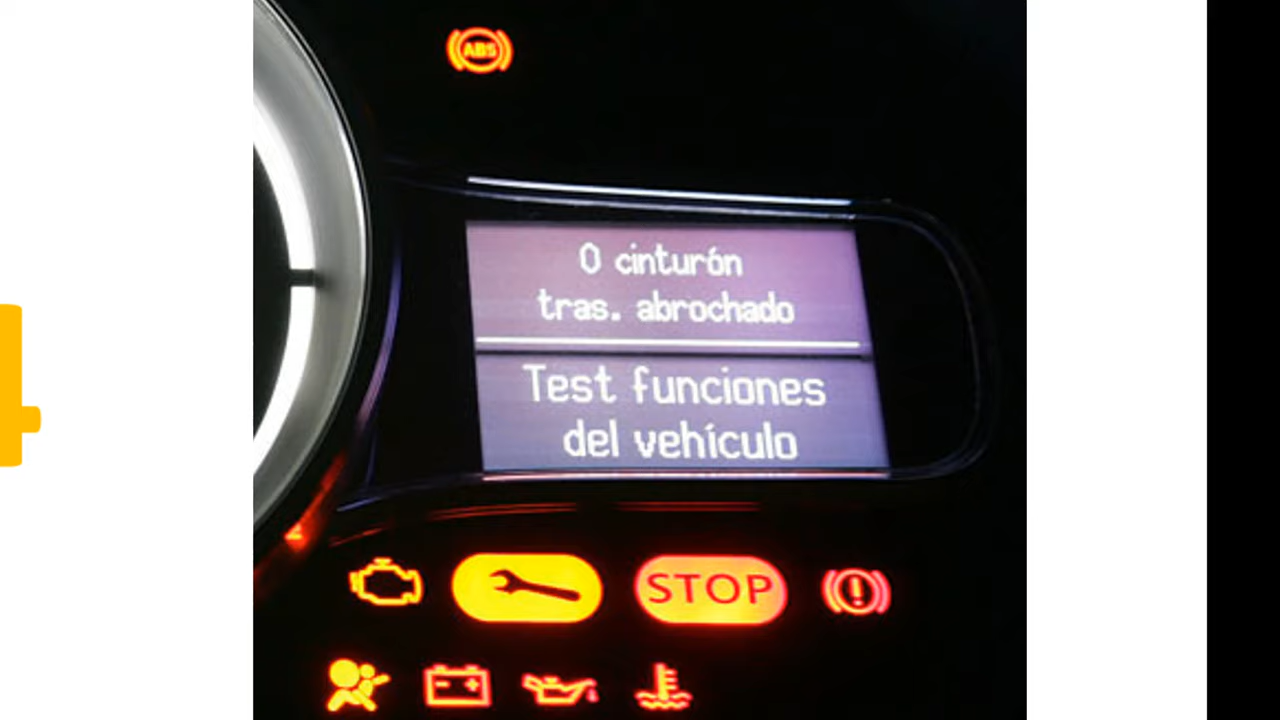 ABS
0 cinturón
tras. abrochado
Test funciones
del vehículo
STOP